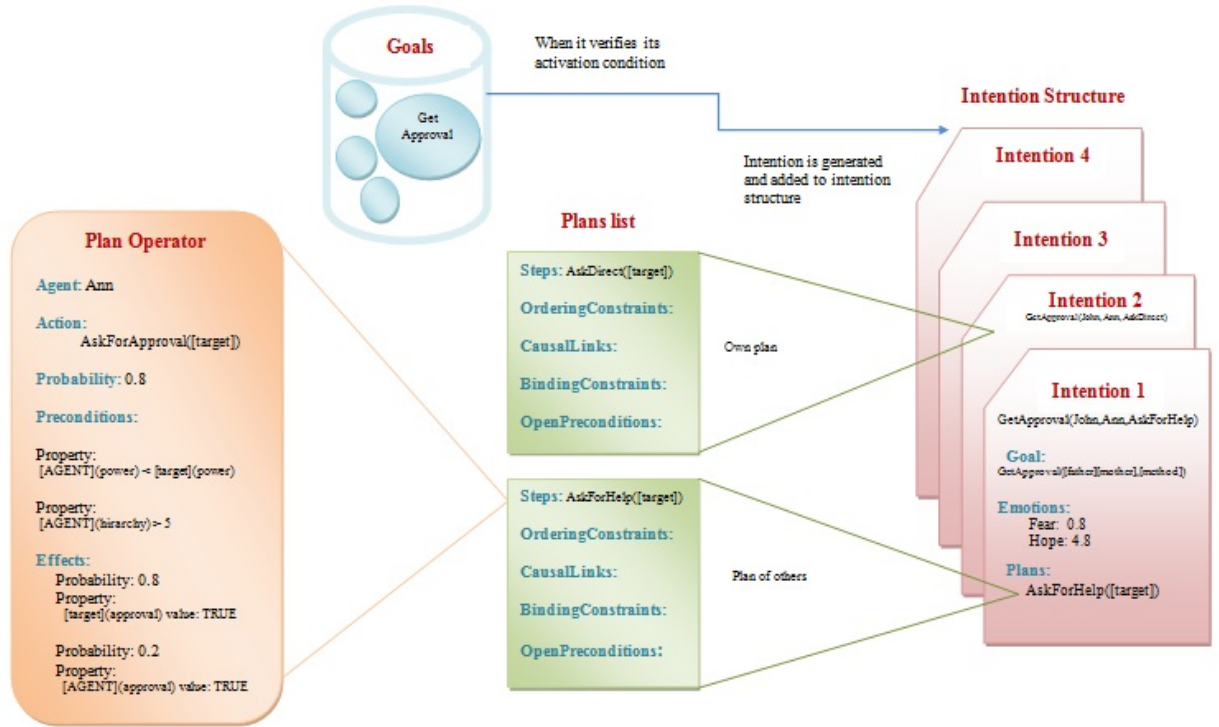 Goals
Get
Approval
When it verifies its
activation condition
Intention is generated
and added to intention
structure
Plan Operator
Agent: Ann
Action:
AskForApproval([target])
Probability: 0.8
Preconditions:
Property:
[AGENT](power) < [target](power)
Property:
[AGENT](hirarchy) > 5
Effects:
Probability: 0.8
Property:
[target](approval) value: TRUE
Probability: 0.2
Property:
[AGENT](approval) value: TRUE
Plans list
Steps: AskDirect([target])
OrderingConstraints:
CausalLinks:
BindingConstraints:
OpenPreconditions:
Own plan
Steps: AskForHelp([target])
OrderingConstraints:
CausalLinks:
BindingConstraints:
OpenPreconditions:
Plan of others
Intention Structure
Intention 4
Intention 3
Intention 2
GetApproval(John,Ann,AskDirect)
Intention 1
GetApproval(John,Ann,AskForHelp)
Goal:
GetApproval([father][mother],[method])
Emotions:
Fear: 0.8
Hope: 4.8
Plans:
AskForHelp([target])